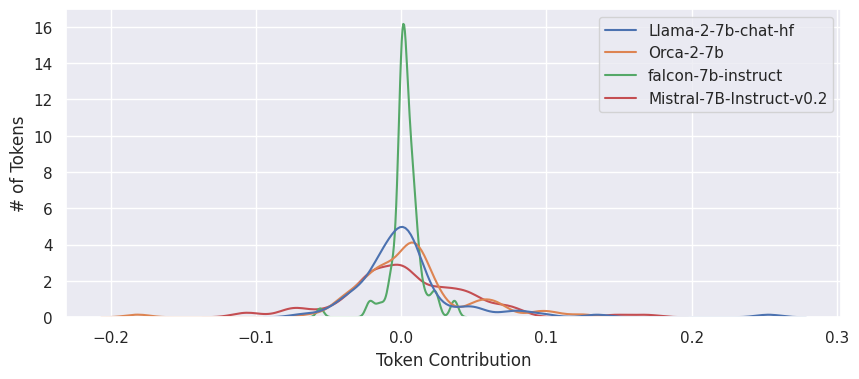 16
14
12
10
8
6
4
2
0
# of Tokens
−0.2
−0.1
0.0
0.1
0.2
0.3
Token Contribution
Llama-2-7b-chat-hf
Orca-2-7b
falcon-7b-instruct
Mistral-7B-Instruct-v0.2